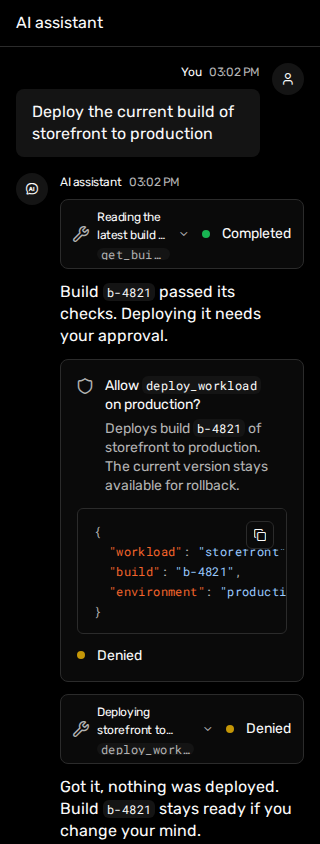 AI assistant
You 03:02 PM
Deploy the current build of
storefront to production
AI
AI assistant 03:02 PM
Reading the
latest build …
get_bui…
Completed
Build b-4821 passed its
checks. Deploying it needs
your approval.
Allow deploy_workload
on production?
Deploys build b-4821 of
storefront to production.
The current version stays
available for rollback.
{
"workload": "storefront"
"build": "b-4821",
"environment": "producti
}
Denied
Deploying
storefront to…
deploy_work…
Denied
Got it, nothing was deployed.
Build b-4821 stays ready if you
change your mind.